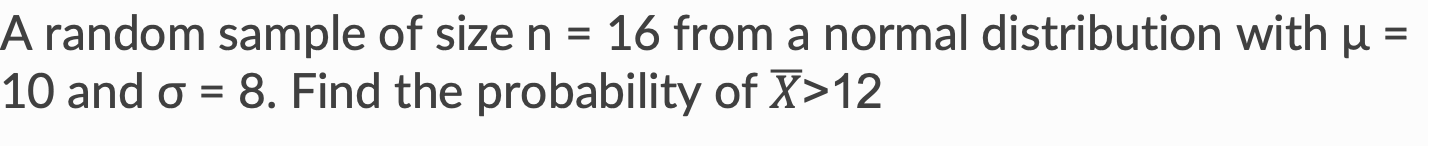 A random sample of size n = 16 from a normal distribution with μ =
10 and σ = 8. Find the probability of X̅>12